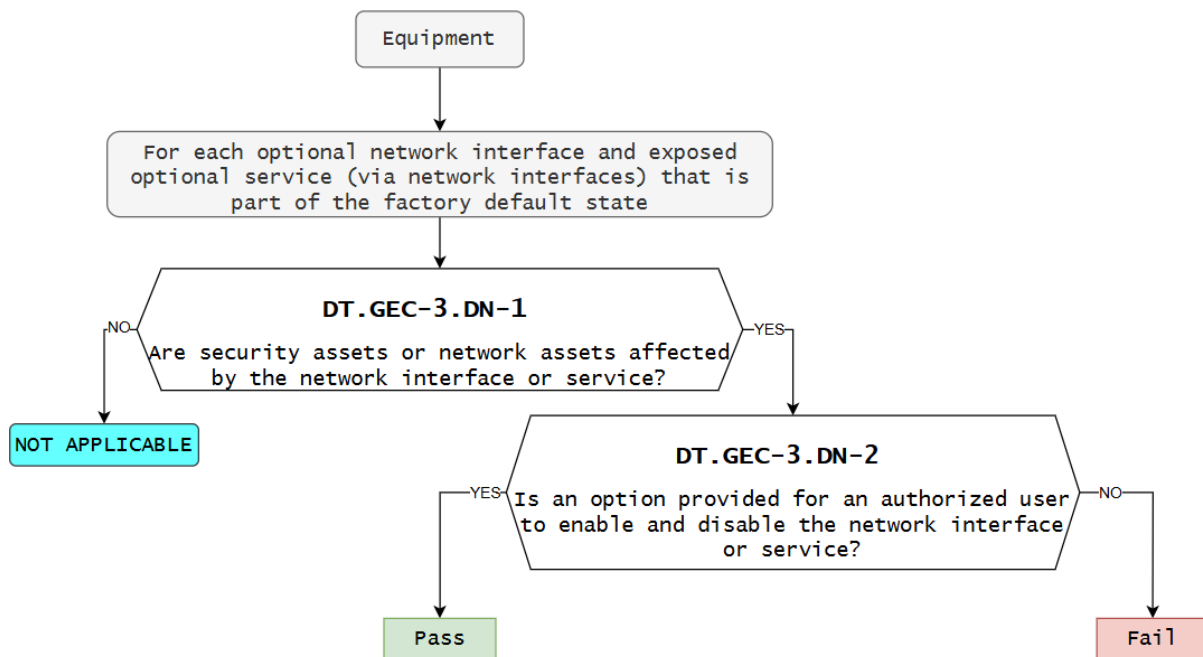 Equipment
For each optional network interface and exposed
optional service (via network interfaces) that is
part of the factory default state
DT.GEC-3.DN-1
NO
YES
Are security assets or network assets affected
by the network interface or service?
NOT APPLICABLE
DT.GEC-3.DN-2
YES
NO
Is an option provided for an authorized user
to enable and disable the network interface
or service?
Pass
Fail